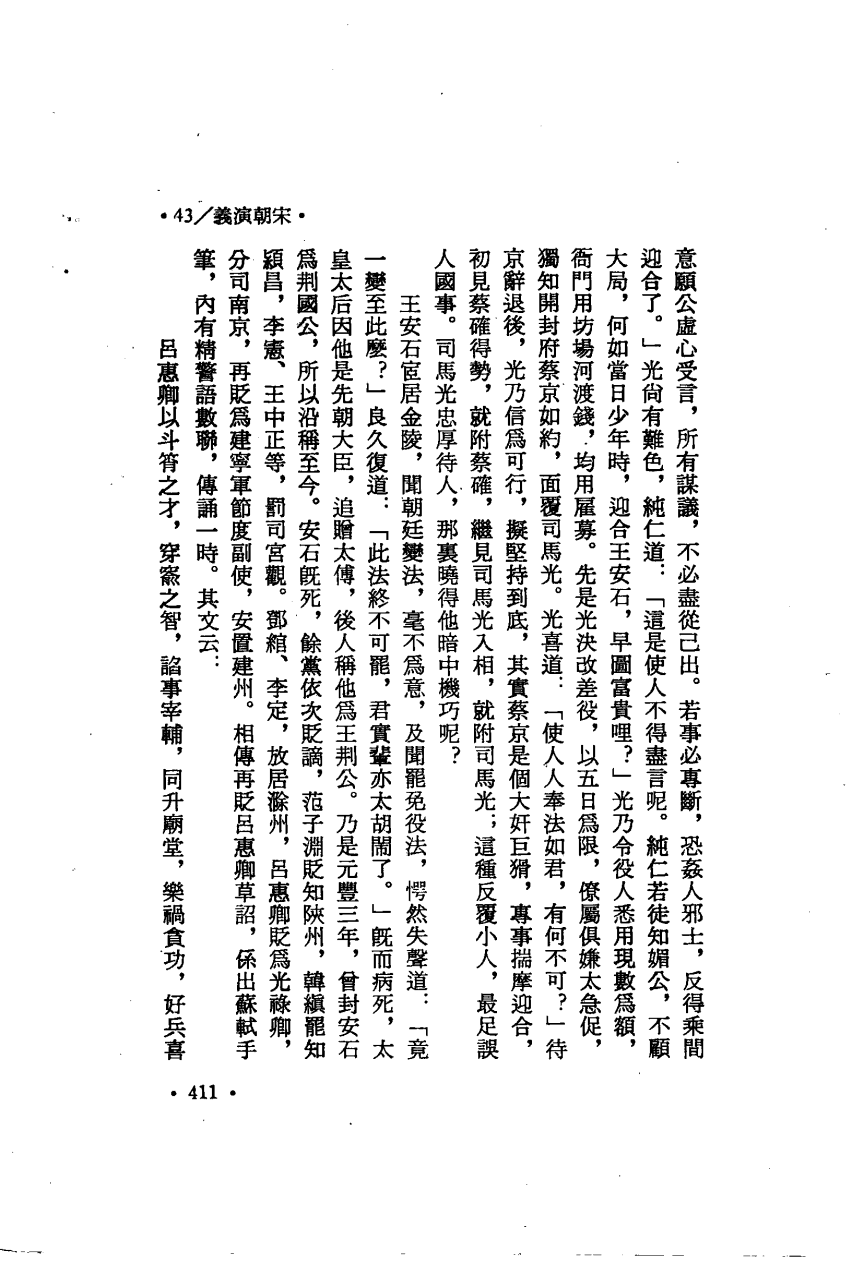 •43／義演朝宋•
意願公虛心受言，所有謀議，不必盡從己出。若事必專斷，恐姦人邪士，反得乘間
迎合了。」光尙有難色，純仁道：「這是使人不得盡言呢。純仁若徒知媚公，不顧
大局，何如當日少年時，迎合王安石，早圖富貴哩？」光乃令役人悉用現數爲額，
衙門用坊場河渡錢，均用雇募。先是光決改差役，以五日爲限，僚屬俱嫌太急促，
獨知開封府蔡京如約，面覆司馬光。光喜道：「使人人奉法如君，有何不可？」待
京辭退後，光乃信爲可行，擬堅持到底，其實蔡京是個大奸巨猾，專事揣摩迎合，
初見蔡確得勢，就附蔡確，繼見司馬光入相，就附司馬光；這種反覆小人，最足誤
人國事。司馬光忠厚待人，那裏曉得他暗中機巧呢？
王安石宦居金陵，聞朝廷變法，毫不爲意，及聞罷免役法，愕然失聲道：「竟
一變至此麼？」良久復道：「此法終不可罷，君實輩亦太胡鬧了。」旣而病死，太
皇太后因他是先朝大臣，追贈太傅，後人稱他爲王荆公。乃是元豐三年，曾封安石
爲荆國公，所以沿稱至今。安石旣死，餘黨依次貶謫，范子淵貶知陝州，韓縝罷知
潁昌，李憲、王中正等，罰司宮觀。鄧綰、李定，放居滁州，呂惠卿貶爲光祿卿，
分司南京，再貶爲建寧軍節度副使，安置建州。相傳再貶呂惠卿草詔，係出蘇軾手
筆，內有精警語數聯，傳誦一時。其文云：
呂惠卿以斗筲之才，穿窬之智，諂事宰輔，同升廟堂，樂禍貪功，好兵喜
•411•